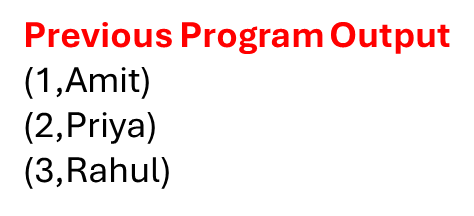 Previous Program Output
(1,Amit)
(2,Priya)
(3,Rahul)